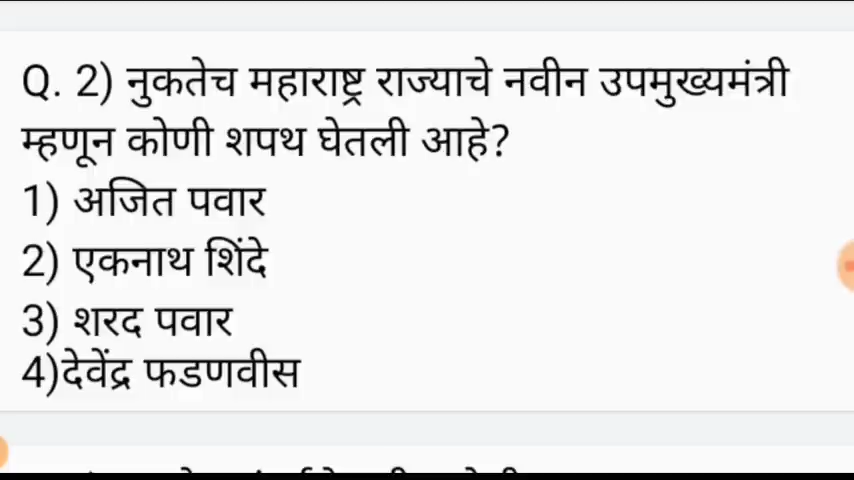 Q. 2) नुकतेच महाराष्ट्र राज्याचे नवीन उपमुख्यमंत्री
म्हणून कोणी शपथ घेतली आहे?
1) अजित पवार
2) एकनाथ शिंदे
3) शरद पवार
4)देवेंद्र फडणवीस